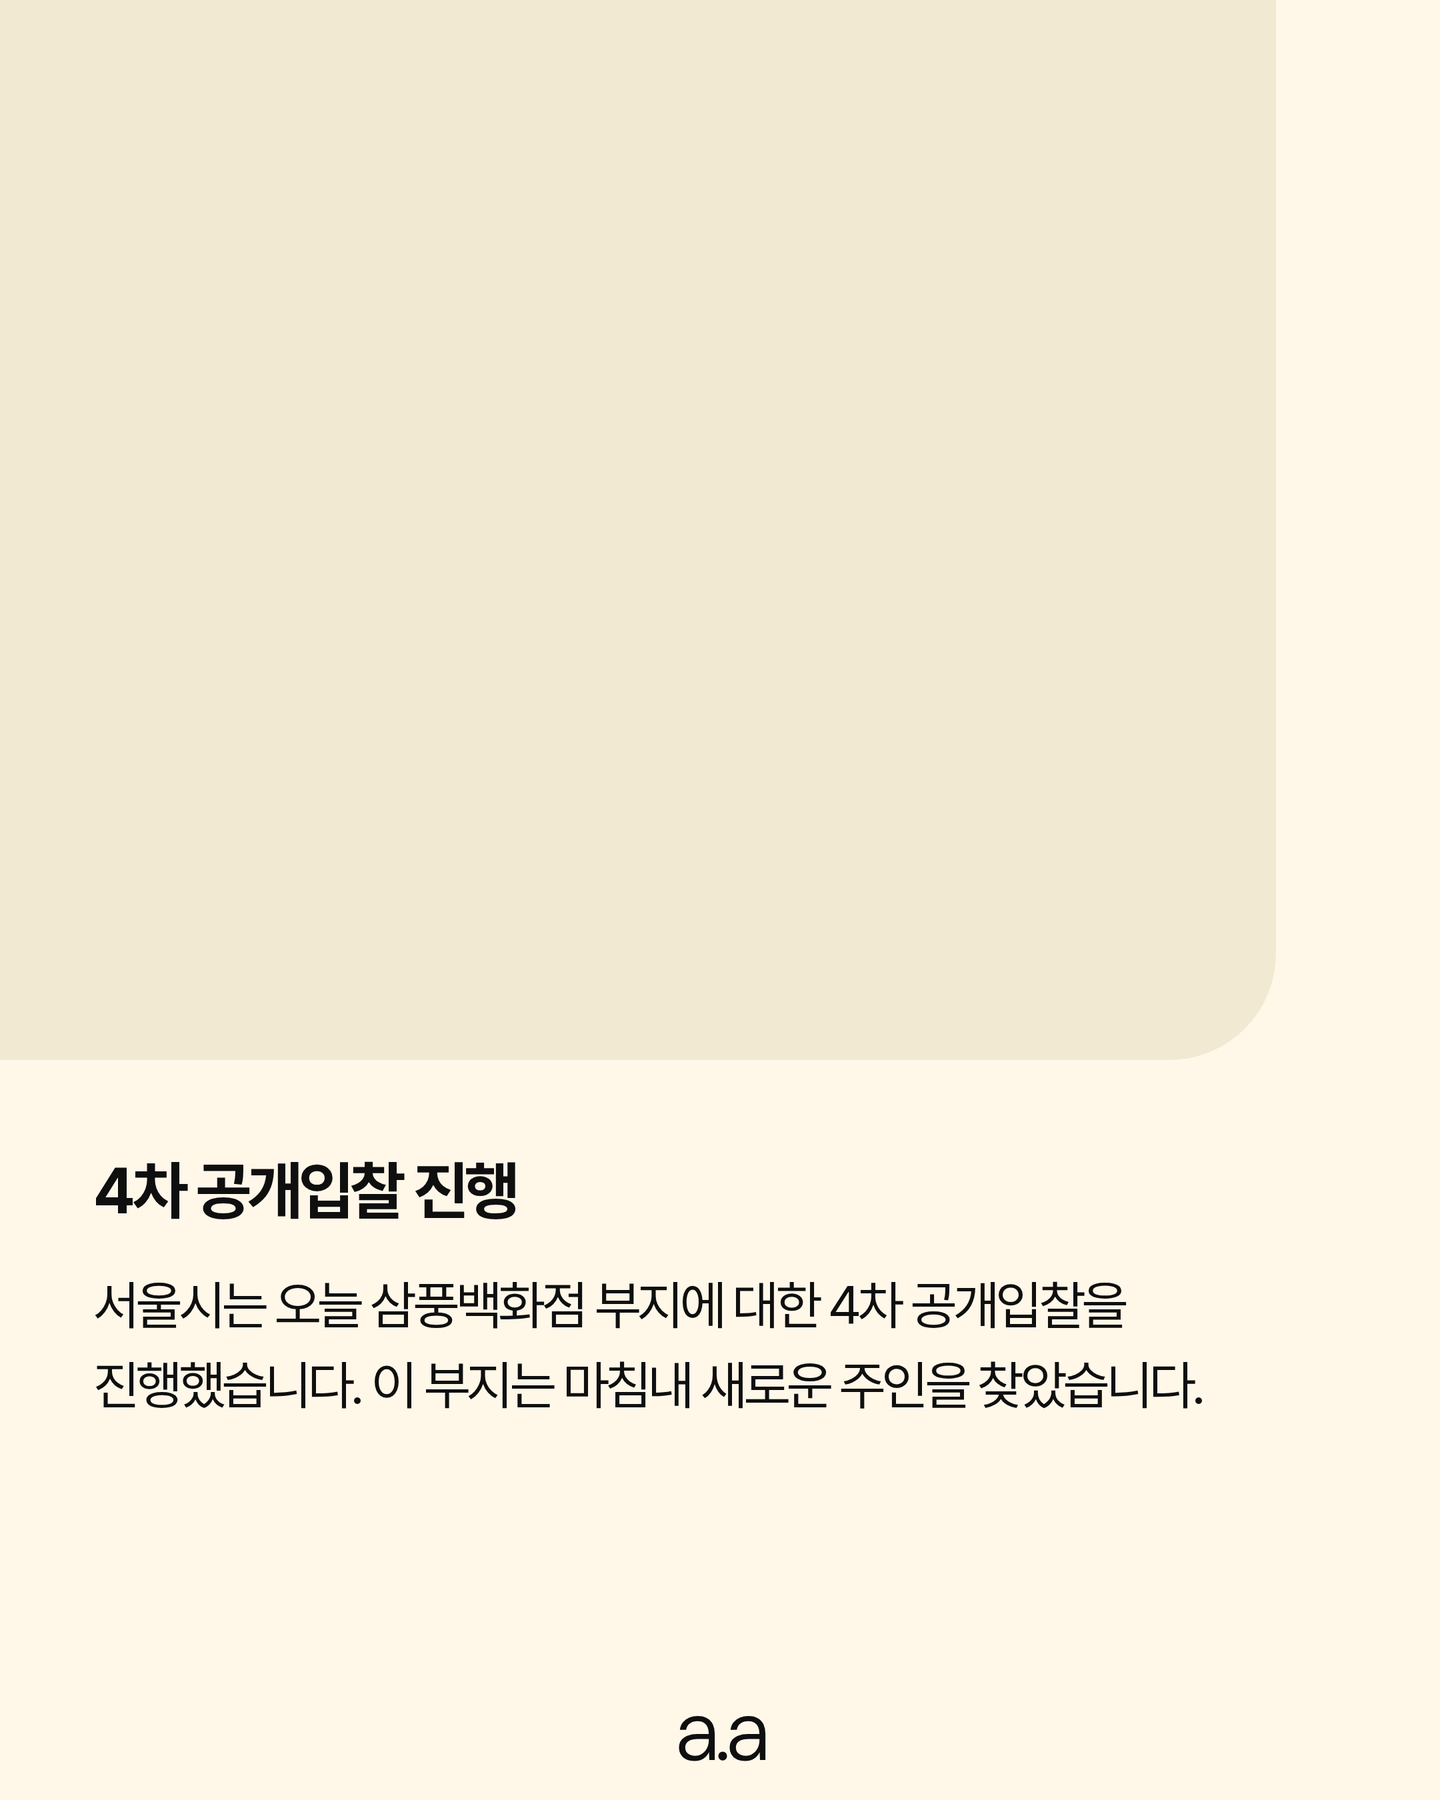 4차 공개입찰 진행
서울시는 오늘 삼풍백화점 부지에 대한 4차 공개입찰을
진행했습니다. 이 부지는 마침내 새로운 주인을 찾았습니다.
a.a